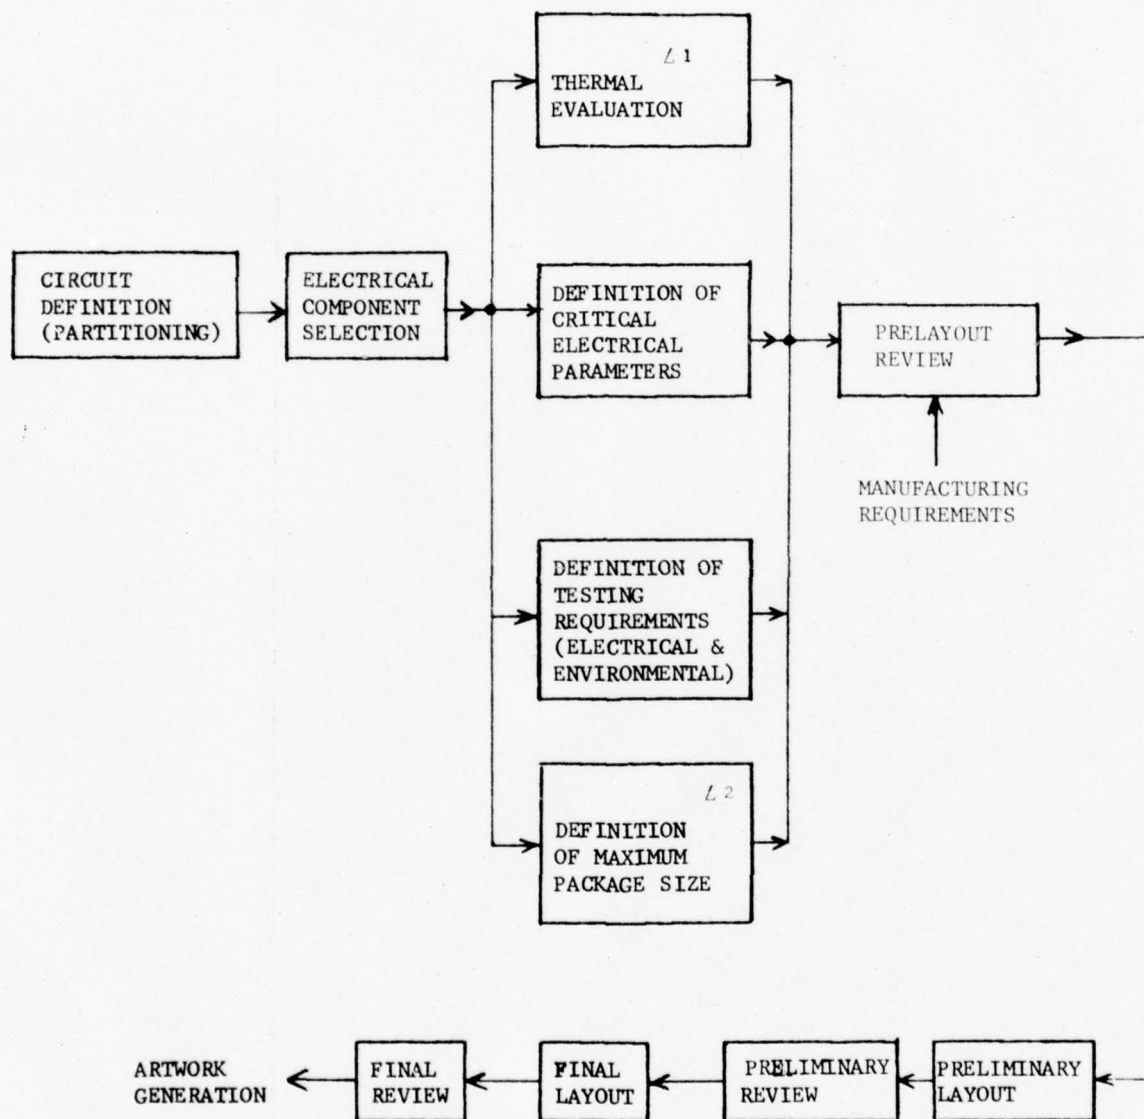 ∠1
THERMAL
EVALUATION
CIRCUIT
DEFINITION
(PARTITIONING)
ELECTRICAL
COMPONENT
SELECTION
DEFINITION OF
CRITICAL
ELECTRICAL
PARAMETERS
PRELAYOUT
REVIEW
MANUFACTURING
REQUIREMENTS
DEFINITION OF
TESTING
REQUIREMENTS
(ELECTRICAL &
ENVIRONMENTAL)
∠2
DEFINITION
OF MAXIMUM
PACKAGE SIZE
ARTWORK
GENERATION
FINAL
REVIEW
FINAL
LAYOUT
PRELIMINARY
REVIEW
PRELIMINARY
LAYOUT